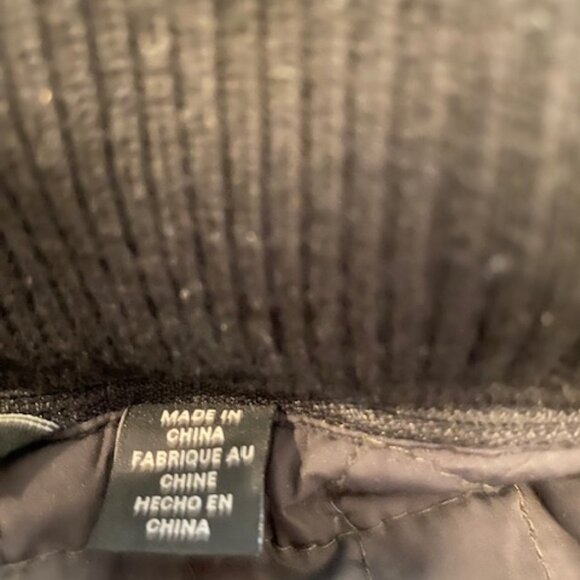 MADE IN
CHINA
FABRIQUE AU
CHINE
HECHO EN
CHINA